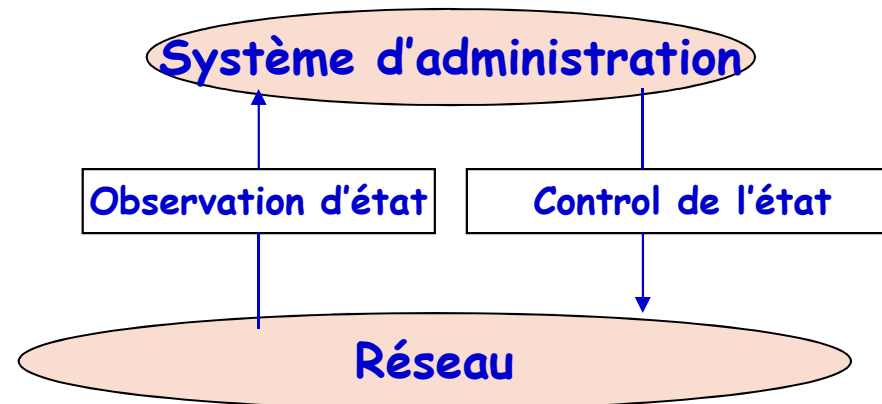 Système d'administration
Observation d'état
Control de l'état
Réseau